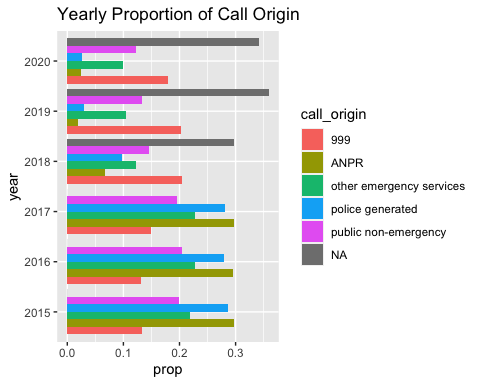 Yearly Proportion of Call Origin
year
2020
2019
2018
2017
2016
2015
0.0 0.1 0.2 0.3
prop
call_origin
999
ANPR
other emergency services
police generated
public non-emergency
NA